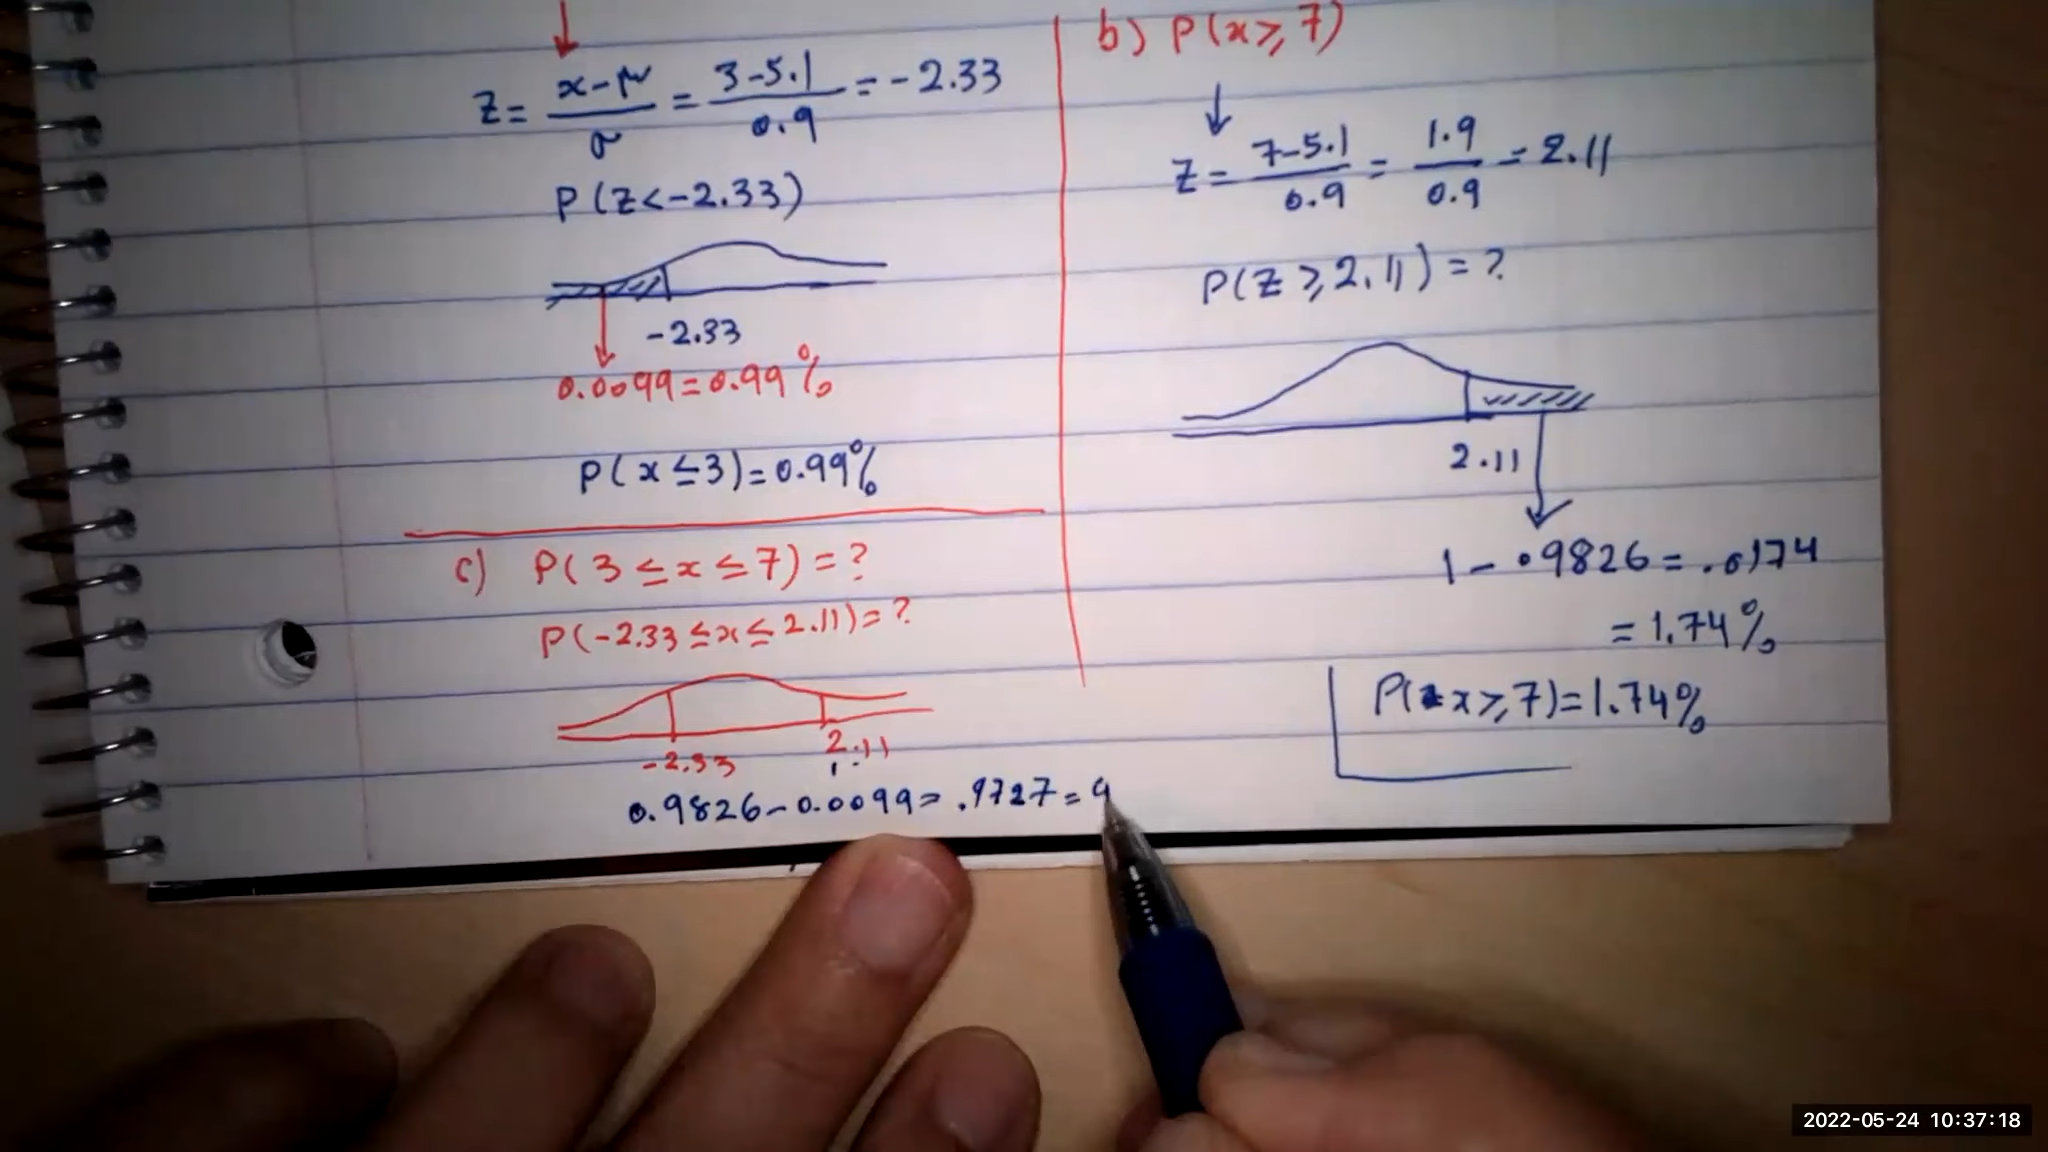 z = x-μ/σ = 3-5.1/0.9 = -2.33
P(z<-2.33)
-2.33
0.0099=0.99%
P(x≤3)=0.99%
b) P(x≥7)
z = 7-5.1/0.9 = 1.9/0.9 = 2.11
P(z≥2.11)=?
2.11
1-.9826=.0174
=1.74%
P(x≥7)=1.74%
c) P(3≤x≤7)=?
P(-2.33≤x≤2.11)=?
-2.33 2.11
0.9826-0.0099=.9727=9
2022-05-24 10:37:18